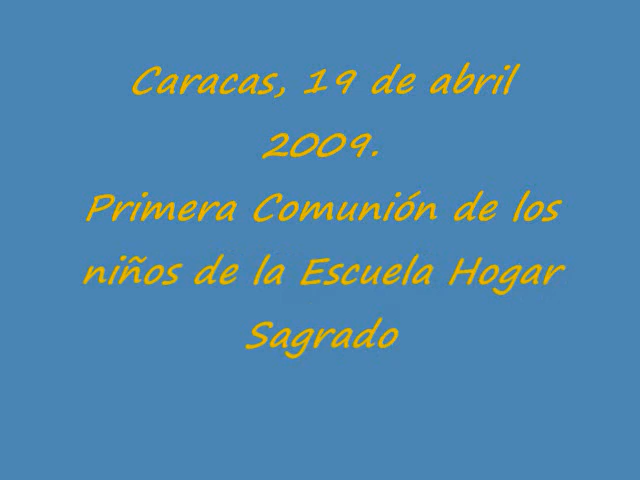 Caracas, 19 de abril
2009.
Primera Comunión de los
niños de la Escuela Hogar
Sagrado